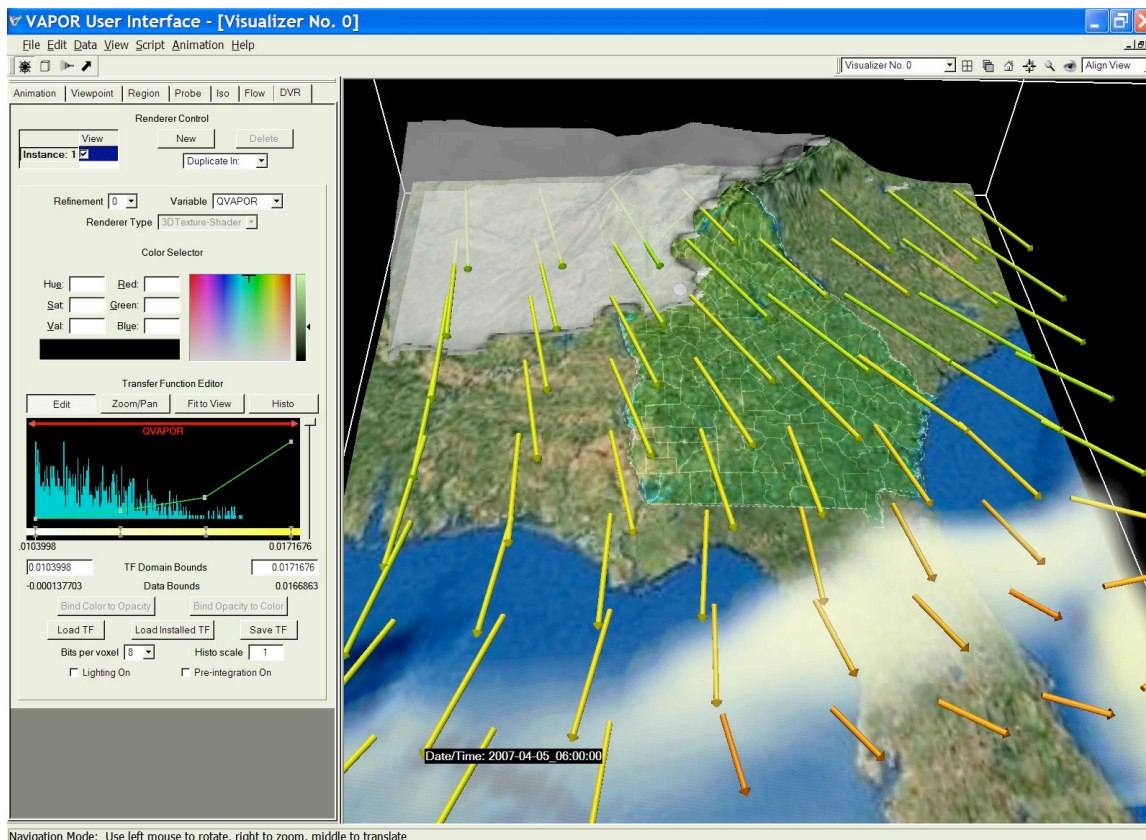 VAPOR User Interface - [Visualizer No. 0]
File Edit Data View Script Animation Help
Visualizer No. 0 Align View
Animation Viewpoint Region Probe Iso Flow DVR
Renderer Control
View New Delete
Instance: 1
Duplicate In:
Refinement 0 Variable QVAPOR
Renderer Type 3DTexture-Shader
Color Selector
Hue: Red:
Sat: Green:
Val: Blue:
Transfer Function Editor
Edit Zoom/Pan Fit to View Histo
QVAPOR
.0103998 0.0171676
0.0103998 TF Domain Bounds 0.0171676
-0.000137703 Data Bounds 0.0166863
Bind Color to Opacity Bind Opacity to Color
Load TF Load Installed TF Save TF
Bits per voxel 8 Histo scale 1
Lighting On Pre-integration On
Date/Time: 2007-04-05_06:00:00
Navigation Mode: Use left mouse to rotate, right to zoom, middle to translate